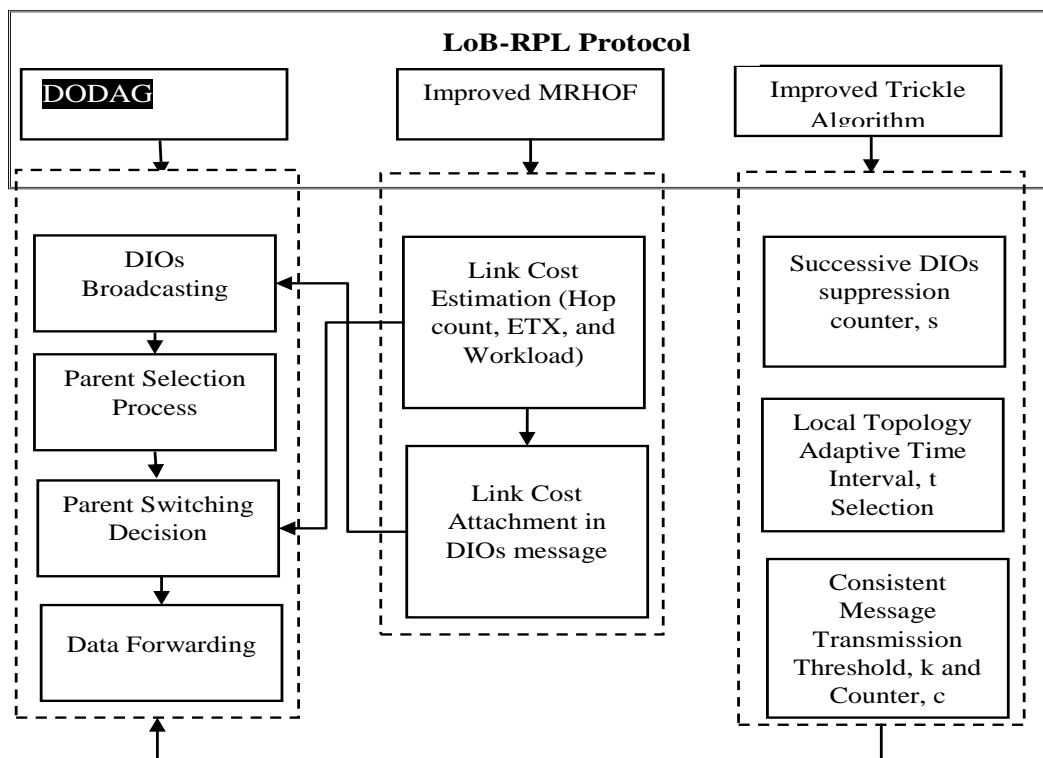 LoB-RPL Protocol
DODAG
Improved MRHOF
Improved Trickle
Algorithm
DIOs
Broadcasting
Parent Selection
Process
Parent Switching
Decision
Data Forwarding
Link Cost
Estimation (Hop
count, ETX, and
Workload)
Link Cost
Attachment in
DIOs message
Successive DIOs
suppression
counter, s
Local Topology
Adaptive Time
Interval, t
Selection
Consistent
Message
Transmission
Threshold, k and
Counter, c